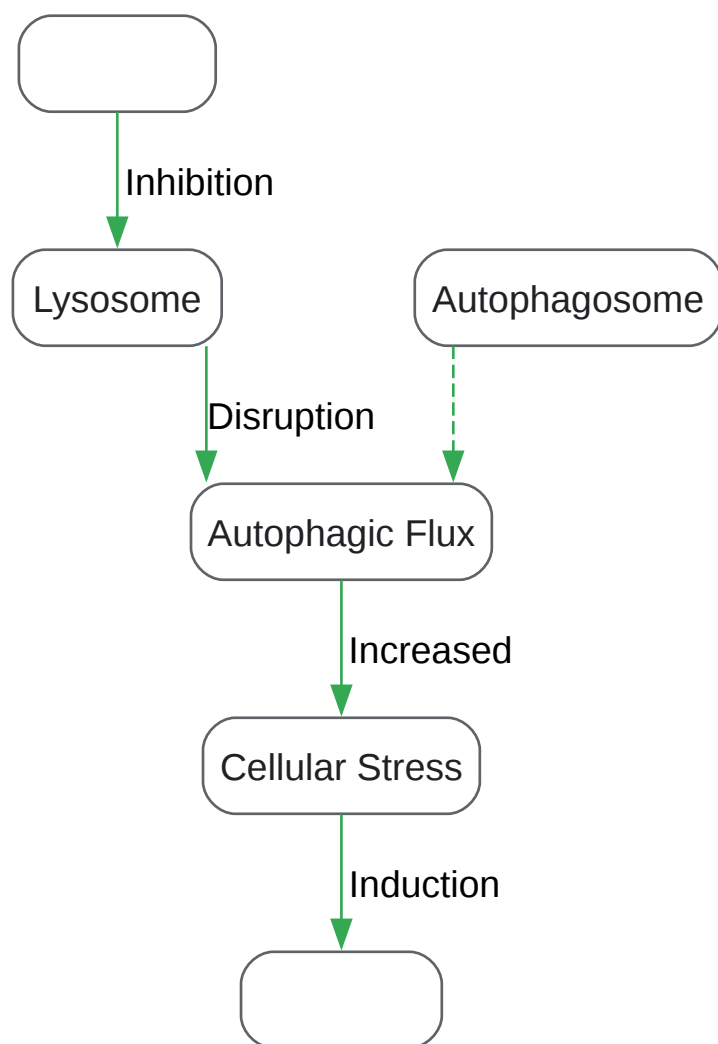 Inhibition
Lysosome
Autophagosome
Disruption
Autophagic Flux
Increased
Cellular Stress
Induction